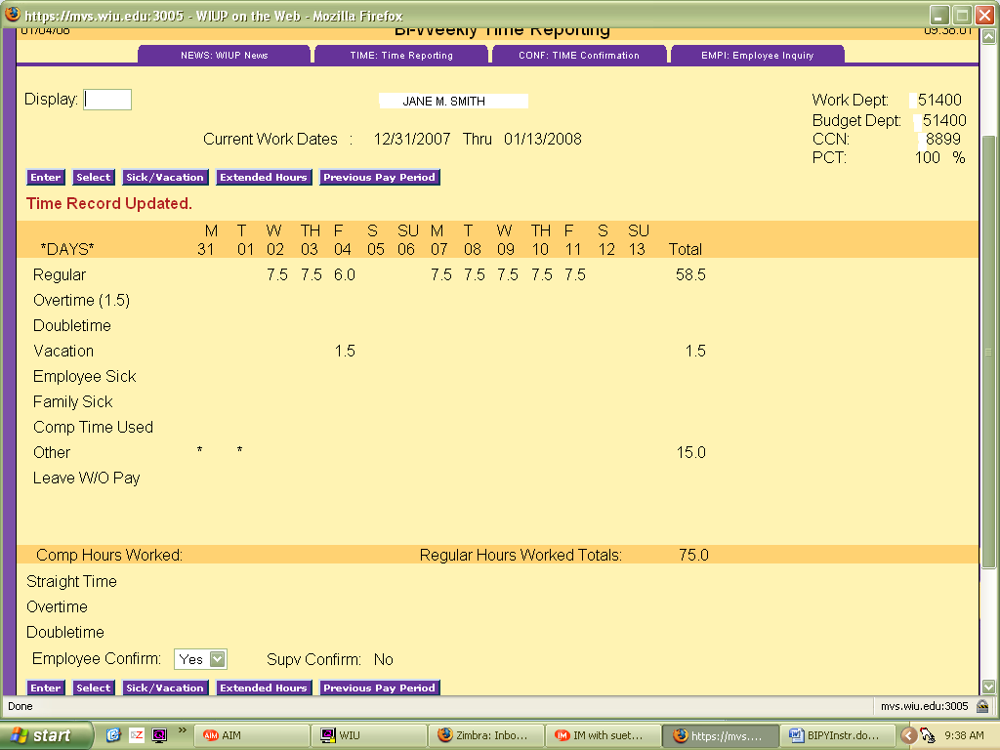 https://mvs.wiu.edu:3005 - WIUP on the Web - Mozilla Firefox
01/04/08 Bi-Weekly Time Reporting 09:38:01
NEWS: WIUP News TIME: Time Reporting CONF: TIME Confirmation EMPI: Employee Inquiry
Display: JANE M. SMITH Work Dept: 51400
Budget Dept: 51400
Current Work Dates : 12/31/2007 Thru 01/13/2008 CCN: 8899
PCT: 100 %
Enter Select Sick/Vacation Extended Hours Previous Pay Period
Time Record Updated.
M T W TH F S SU M T W TH F S SU
*DAYS* 31 01 02 03 04 05 06 07 08 09 10 11 12 13 Total
Regular 7.5 7.5 6.0 7.5 7.5 7.5 7.5 7.5 58.5
Overtime (1.5)
Doubletime
Vacation 1.5 1.5
Employee Sick
Family Sick
Comp Time Used
Other * * 15.0
Leave W/O Pay
Comp Hours Worked: Regular Hours Worked Totals: 75.0
Straight Time
Overtime
Doubletime
Employee Confirm: Yes Supv Confirm: No
Enter Select Sick/Vacation Extended Hours Previous Pay Period
Done mvs.wiu.edu:3005
start » AIM WIU Zimbra: Inbo... IM with suet... https://mvs.... BIPYInstr.do... 9:38 AM